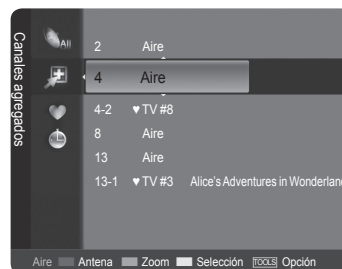 Canales agregados
All
2 Aire
4 Aire
4-2 ♥ TV #8
8 Aire
13 Aire
13-1 ♥ TV #3 Alice's Adventures in Wonderlan
Aire Antena Zoom Selección TOOLS Opción